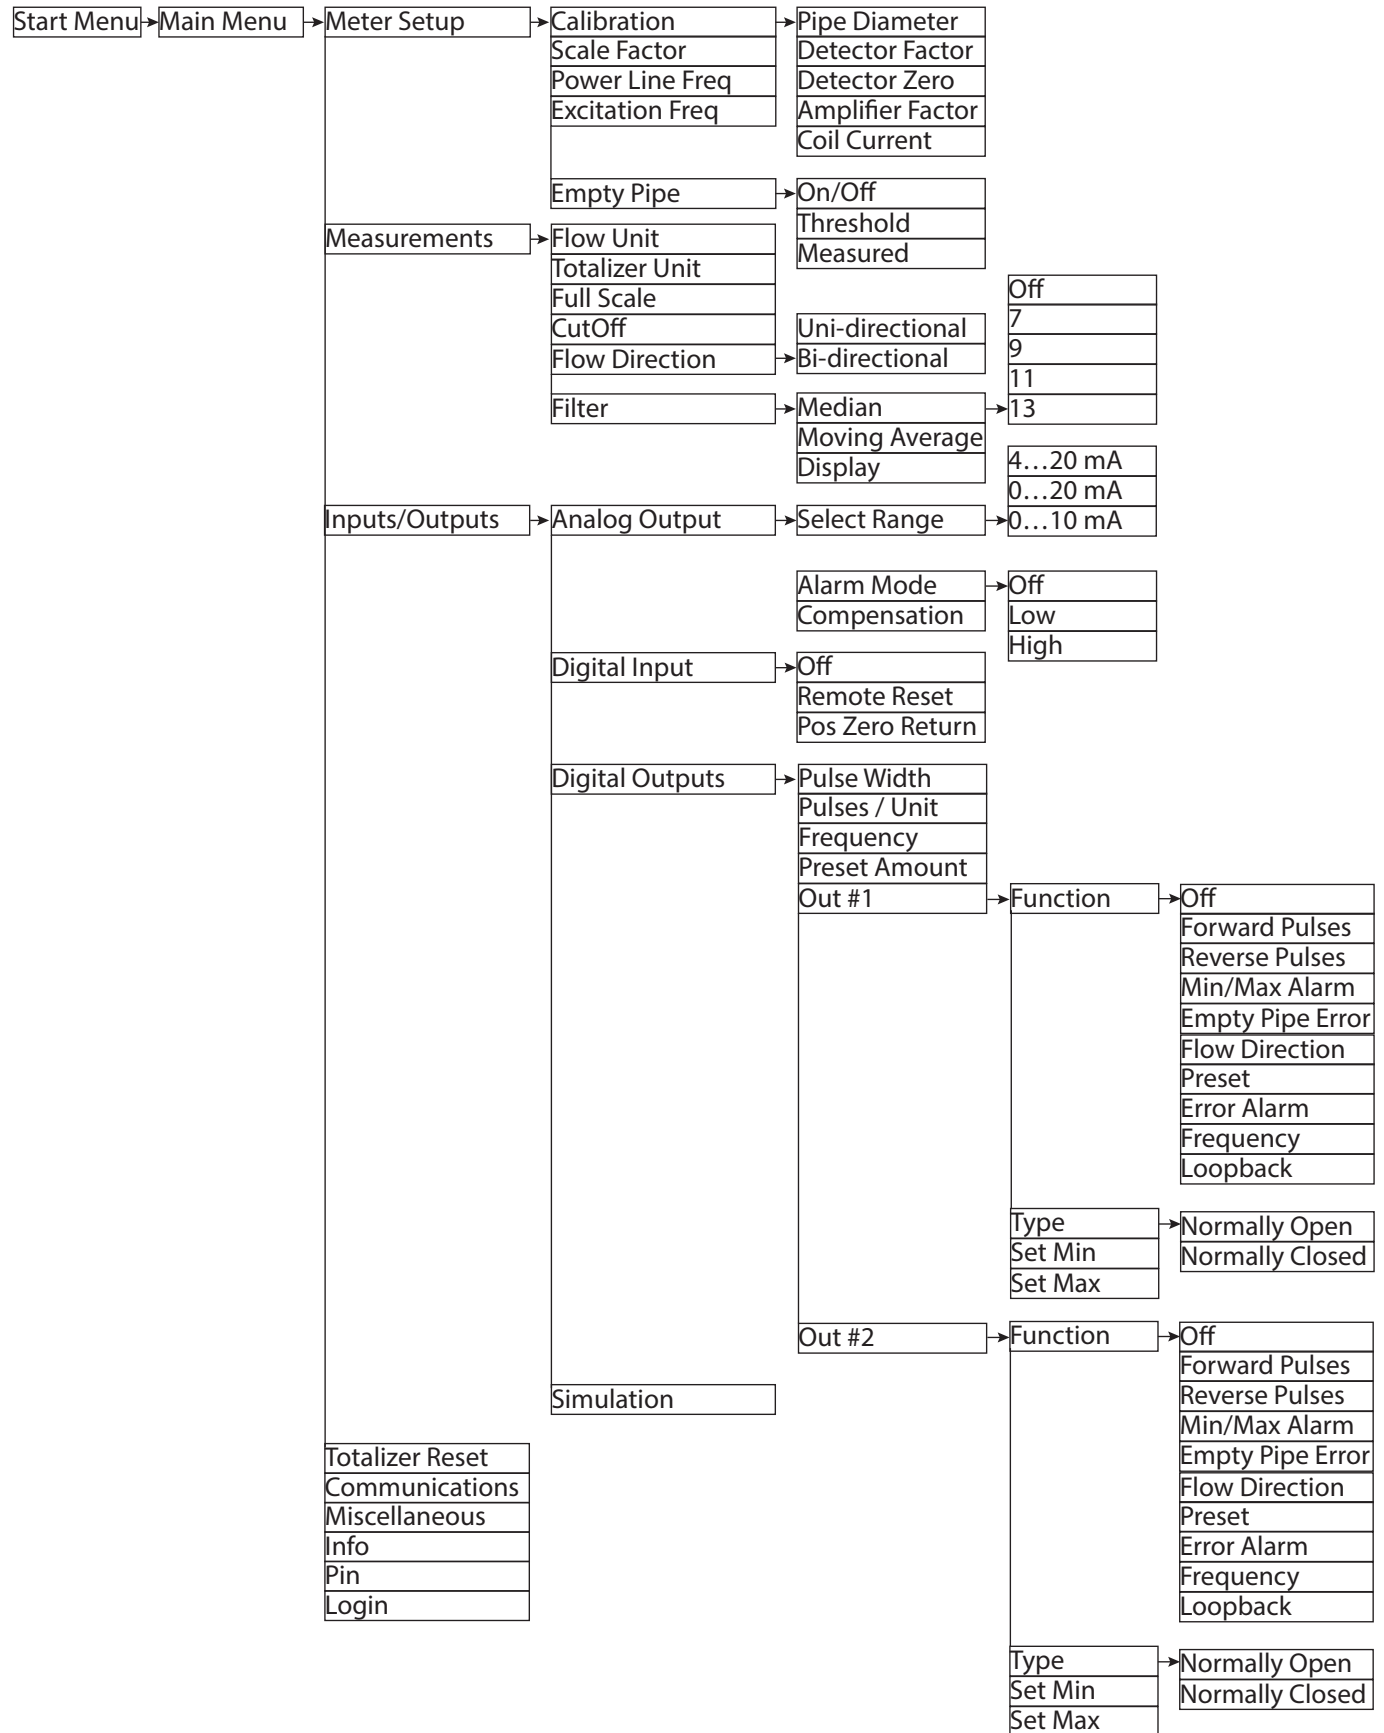 Start Menu
Main Menu
Meter Setup
Calibration
Pipe Diameter
Detector Factor
Detector Zero
Amplifier Factor
Coil Current
Scale Factor
Power Line Freq
Excitation Freq
Empty Pipe
On/Off
Threshold
Measured
Measurements
Flow Unit
Totalizer Unit
Full Scale
CutOff
Flow Direction
Uni-directional
Bi-directional
Filter
Median
Moving Average
Display
Off
7
9
11
13
Inputs/Outputs
Analog Output
Select Range
4...20 mA
0...20 mA
0...10 mA
Alarm Mode
Compensation
Off
Low
High
Digital Input
Off
Remote Reset
Pos Zero Return
Digital Outputs
Pulse Width
Pulses / Unit
Frequency
Preset Amount
Out #1
Function
Off
Forward Pulses
Reverse Pulses
Min/Max Alarm
Empty Pipe Error
Flow Direction
Preset
Error Alarm
Frequency
Loopback
Type
Set Min
Set Max
Normally Open
Normally Closed
Out #2
Function
Off
Forward Pulses
Reverse Pulses
Min/Max Alarm
Empty Pipe Error
Flow Direction
Preset
Error Alarm
Frequency
Loopback
Type
Set Min
Set Max
Normally Open
Normally Closed
Simulation
Totalizer Reset
Communications
Miscellaneous
Info
Pin
Login